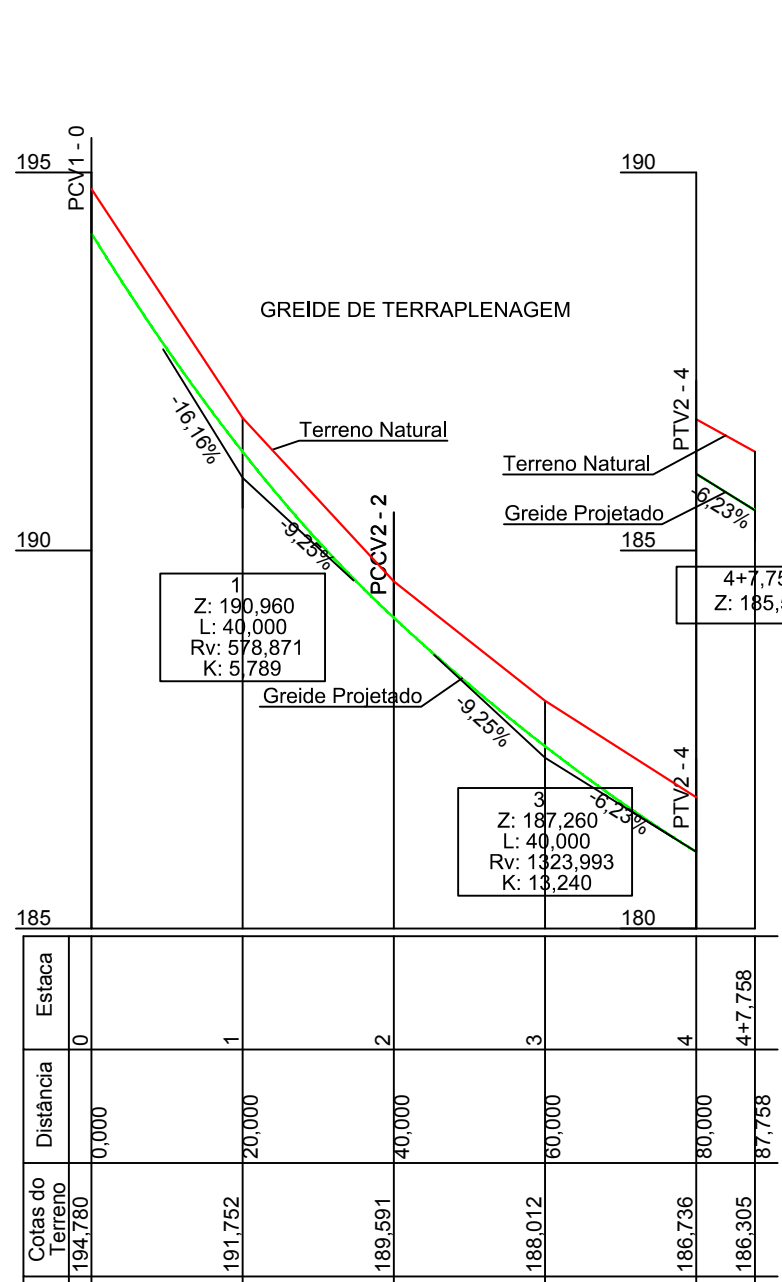 195
PCV1 - 0
190
GREIDE DE TERRAPLENAGEM
-16,16%
Terreno Natural
-9,25%
PCCV2 - 2
PTV2 - 4
Terreno Natural
Greide Projetado
-6,23%
190
185
1
Z: 190,960
L: 40,000
Rv: 578,871
K: 5,789
4+7,75
Z: 185,
Greide Projetado
-9,25%
PTV2 - 4
-6,23%
3
Z: 187,260
L: 40,000
Rv: 1323,993
K: 13,240
185
180
Estaca
0
1
2
3
4
4+7,758
Distância
0,000
20,000
40,000
60,000
80,000
87,758
Cotas do
Terreno
194,780
191,752
189,591
188,012
186,736
186,305